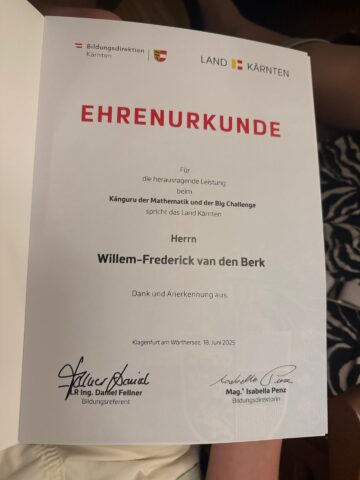 Bildungsdirektion
Kärnten
LAND KÄRNTEN
EHRENURKUNDE
Für
die herausragende Leistung
beim
Känguru der Mathematik und der Big Challenge
spricht das Land Kärnten
Herrn
Willem-Frederick van den Berk
Dank und Anerkennung aus.
Klagenfurt am Wörthersee, 18. Juni 2025
LR Ing. Daniel Fellner
Bildungsreferent
Mag.ª Isabella Penz
Bildungsdirektorin